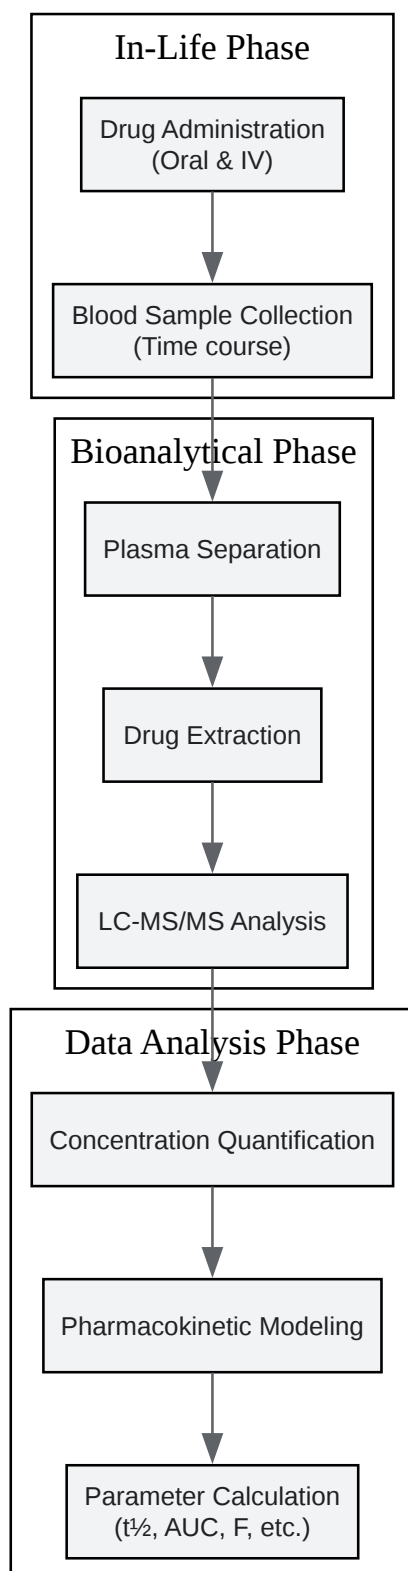 In-Life Phase
Drug Administration
(Oral & IV)
Blood Sample Collection
(Time course)
Bioanalytical Phase
Plasma Separation
Drug Extraction
LC-MS/MS Analysis
Data Analysis Phase
Concentration Quantification
Pharmacokinetic Modeling
Parameter Calculation
(t½, AUC, F, etc.)